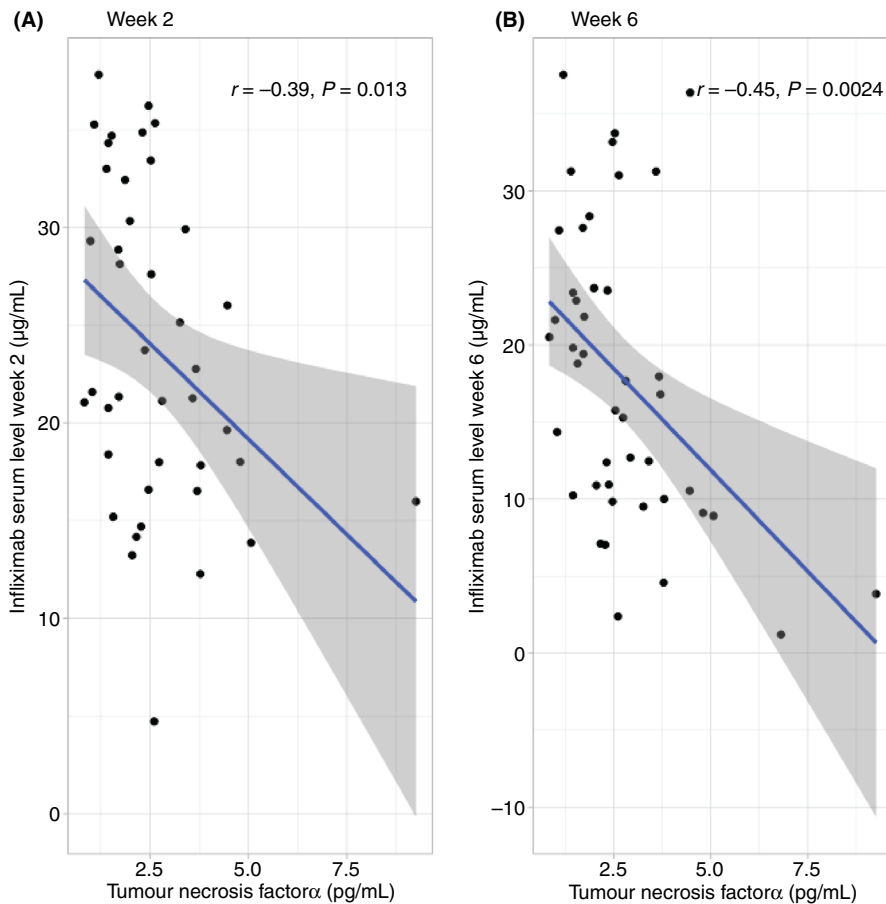 (A) Week 2
r = –0.39, P = 0.013
Infliximab serum level week 2 (µg/mL)
30
20
10
0
2.5 5.0 7.5
Tumour necrosis factorα (pg/mL)
(B) Week 6
r = –0.45, P = 0.0024
Infliximab serum level week 6 (µg/mL)
30
20
10
0
–10
2.5 5.0 7.5
Tumour necrosis factorα (pg/mL)